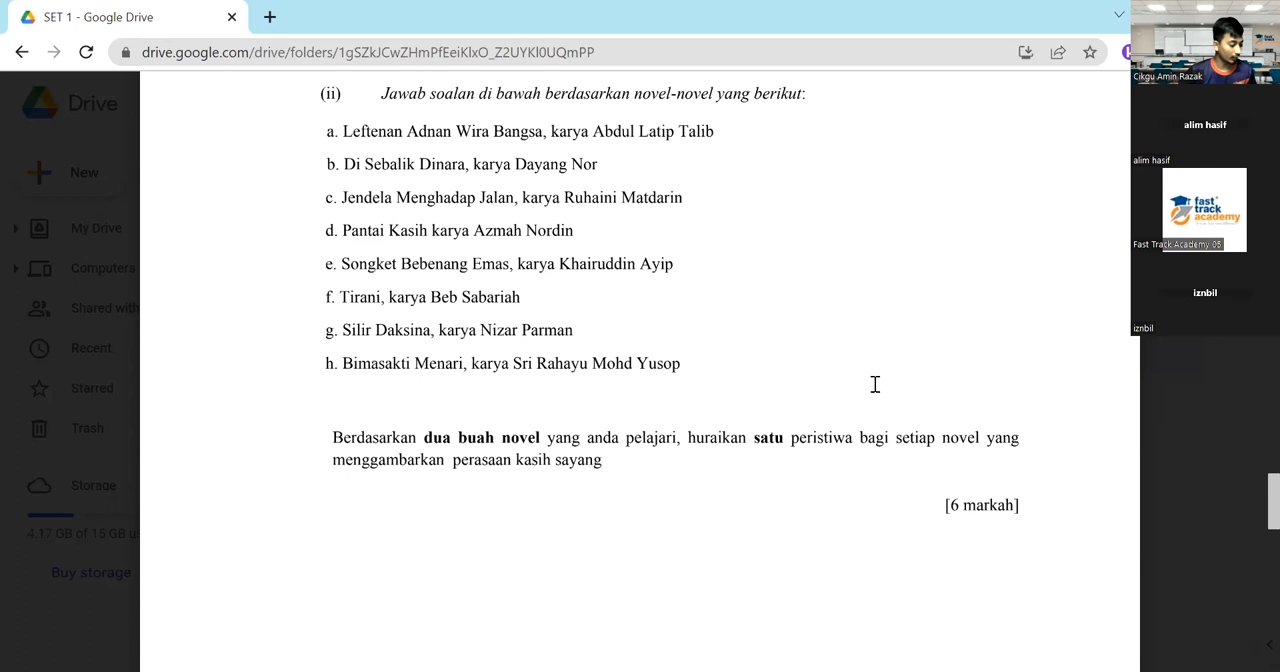 SET 1 - Google Drive
drive.google.com/drive/folders/1gSZkJCwZHmPfEeiKlxO_Z2UYKl0UQmPP
Drive
New
My Drive
Computers
Shared with
Recent
Starred
Trash
Storage
4.17 GB of 15 GB u
Buy storage
(ii) Jawab soalan di bawah berdasarkan novel-novel yang berikut:
a. Leftenan Adnan Wira Bangsa, karya Abdul Latip Talib
b. Di Sebalik Dinara, karya Dayang Nor
c. Jendela Menghadap Jalan, karya Ruhaini Matdarin
d. Pantai Kasih karya Azmah Nordin
e. Songket Bebenang Emas, karya Khairuddin Ayip
f. Tirani, karya Beb Sabariah
g. Silir Daksina, karya Nizar Parman
h. Bimasakti Menari, karya Sri Rahayu Mohd Yusop
Berdasarkan dua buah novel yang anda pelajari, huraikan satu peristiwa bagi setiap novel yang
menggambarkan perasaan kasih sayang
[6 markah]
Cikgu Amin Razak
alim hasif
alim hasif
fast
track
academy
Fast Track Academy 05
iznbil
iznbil